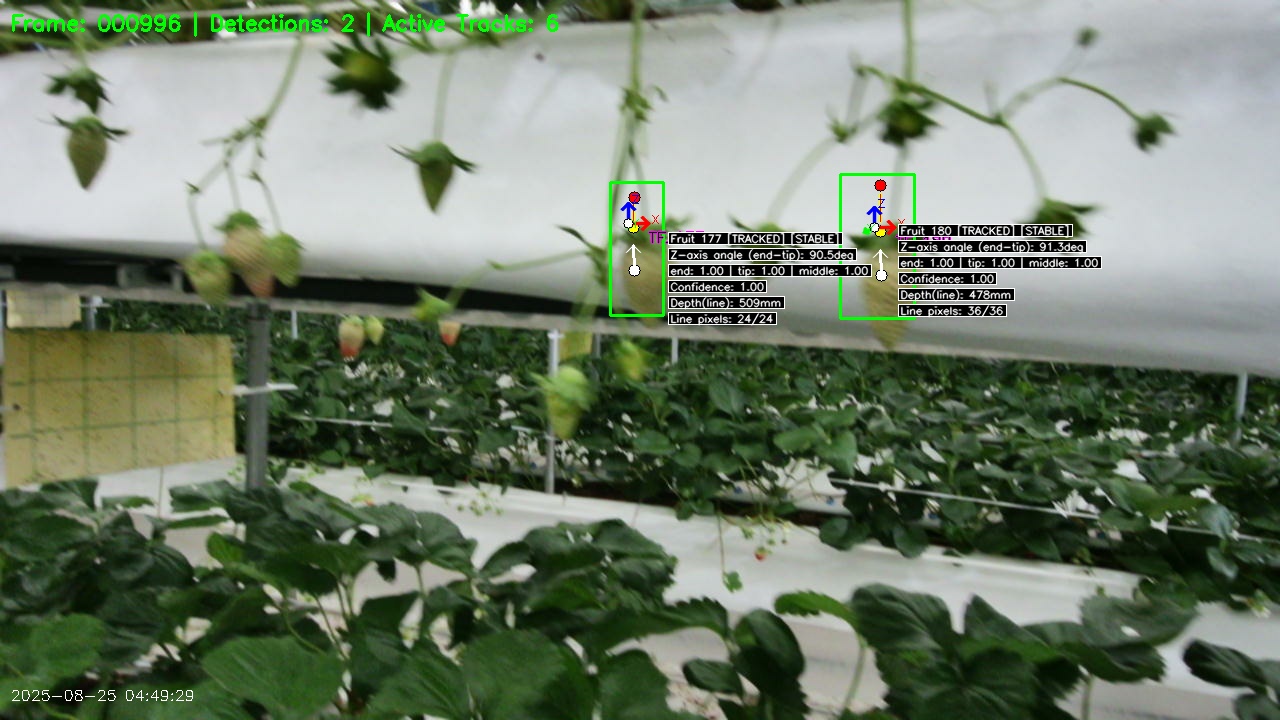 Frame: 000996 | Detections: 2 | Active Tracks: 6
Z
X
X
Fruit 177 [TRACKED] [STABLE]
Z-axis angle (end-tip): 90.5deg
end: 1.00 | tip: 1.00 | middle: 1.00
Confidence: 1.00
Depth(line): 509mm
Line pixels: 24/24
Fruit 180 [TRACKED] [STABLE]
Z-axis angle (end-tip): 91.3deg
end: 1.00 | tip: 1.00 | middle: 1.00
Confidence: 1.00
Depth(line): 478mm
Line pixels: 36/36
2025-08-25 04:49:29